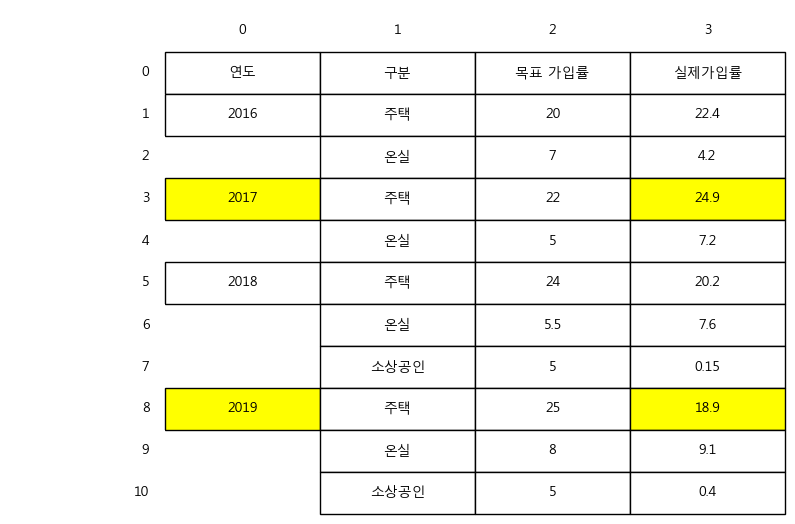 0 1 2 3
0 연도 구분 목표 가입률 실제가입률
1 2016 주택 20 22.4
2 온실 7 4.2
3 2017 주택 22 24.9
4 온실 5 7.2
5 2018 주택 24 20.2
6 온실 5.5 7.6
7 소상공인 5 0.15
8 2019 주택 25 18.9
9 온실 8 9.1
10 소상공인 5 0.4